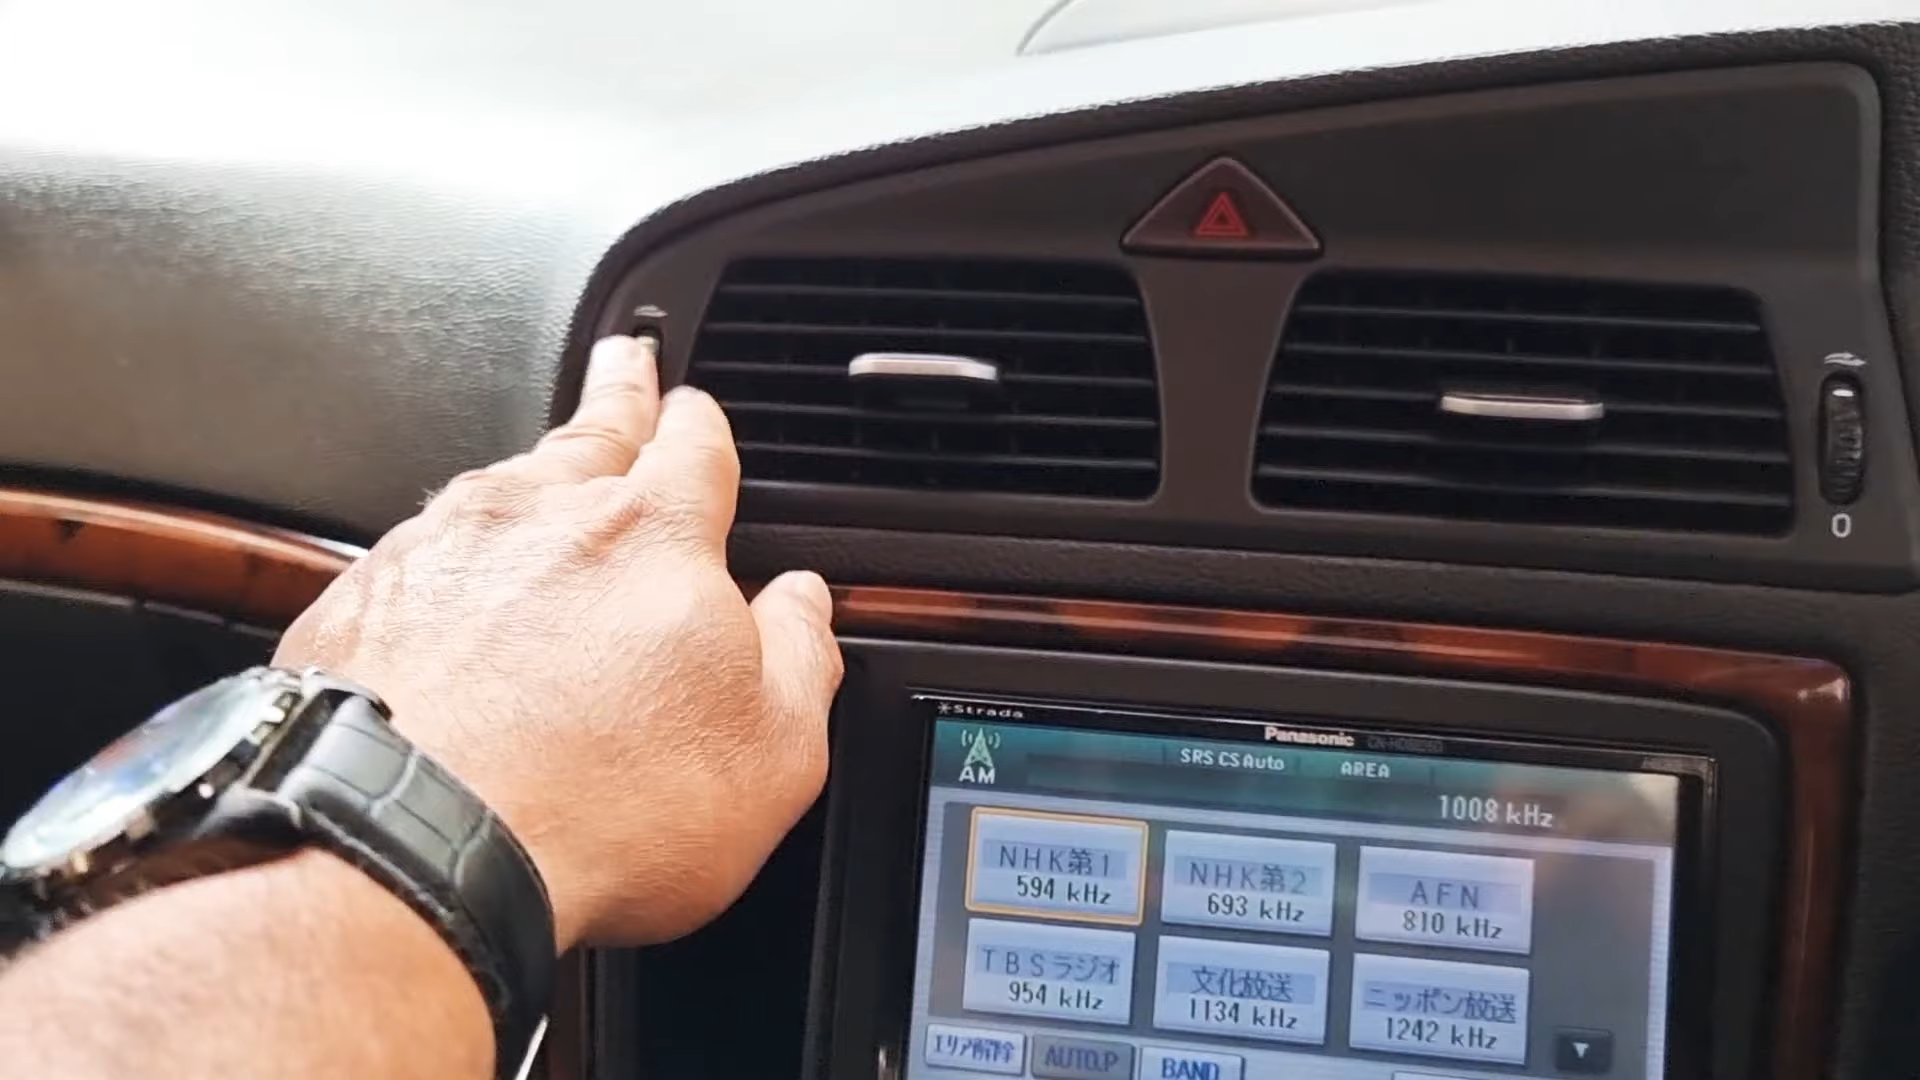 0
Strada
Panasonic
AM
SRS CS Auto
AREA
1008 kHz
NHK第1
594 kHz
NHK第2
693 kHz
AFN
810 kHz
TBSラジオ
954 kHz
文化放送
1134 kHz
ニッポン放送
1242 kHz
エリア解除
AUTO.P
BAND